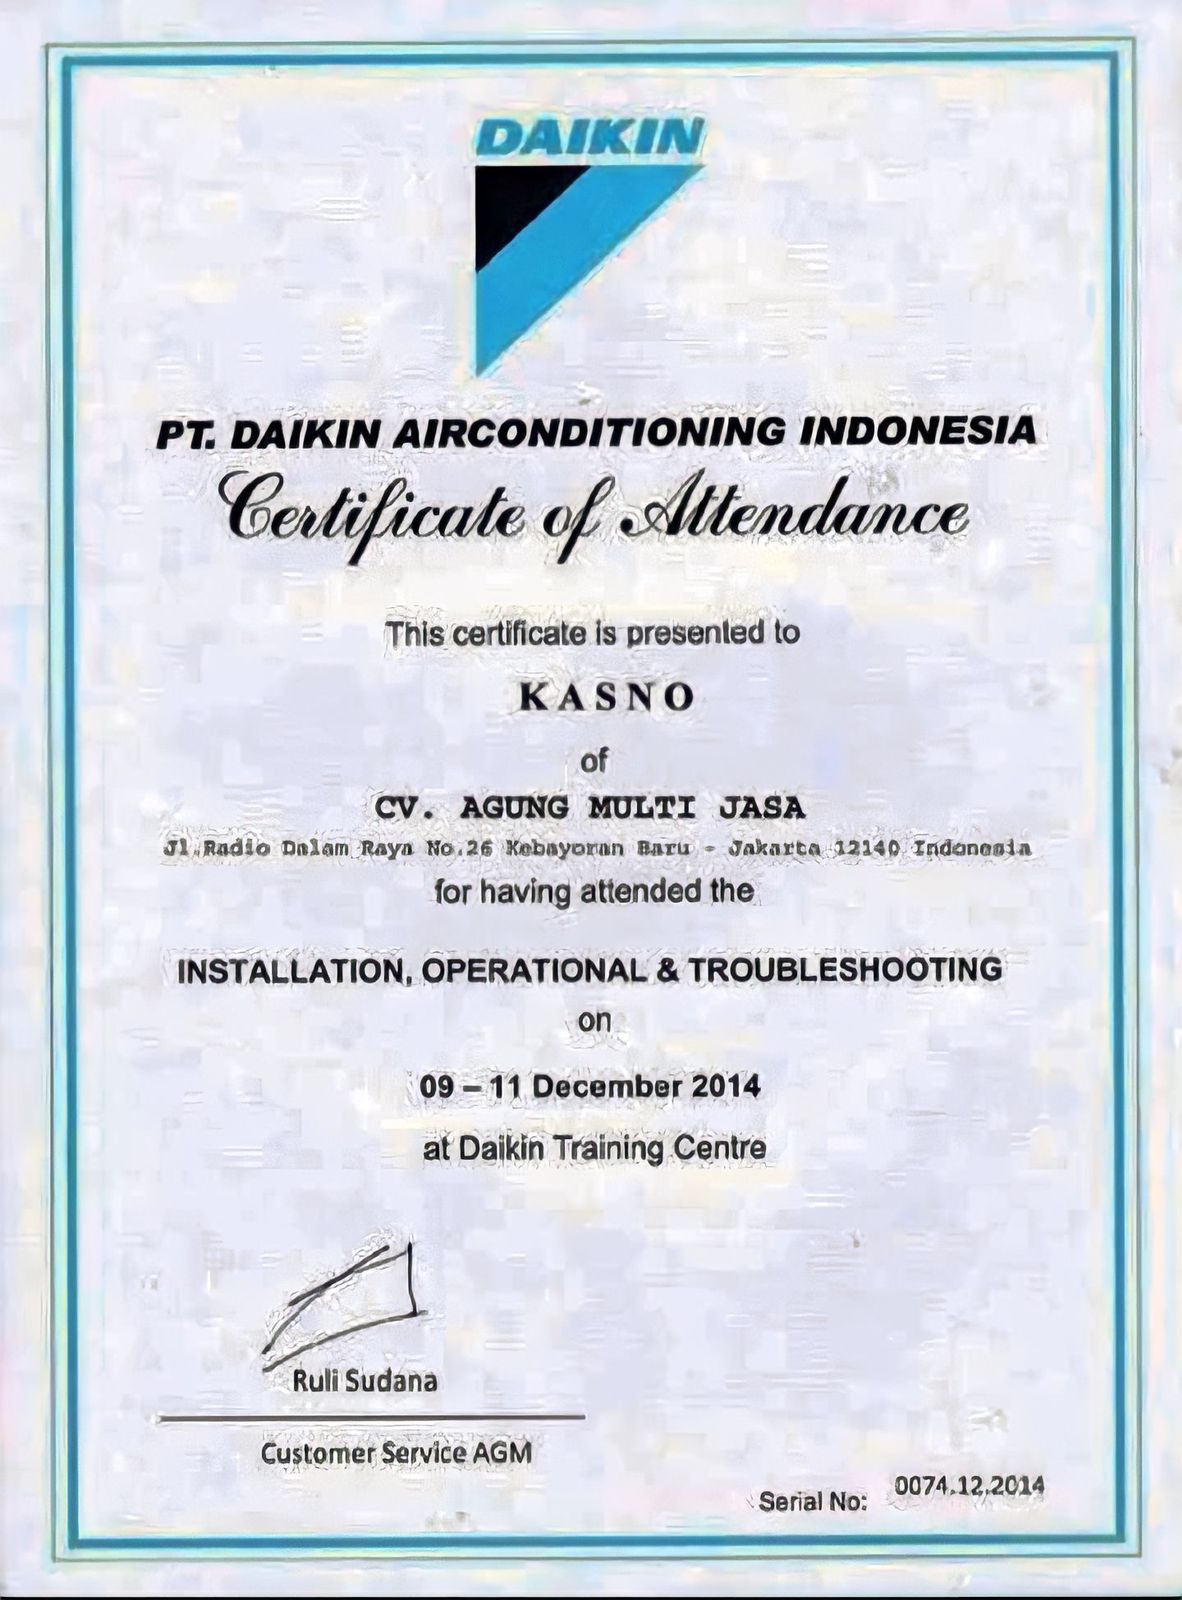 DAIKIN
PT. DAIKIN AIRCONDITIONING INDONESIA
Certificate of Attendance
This certificate is presented to
KASNO
of
CV. AGUNG MULTI JASA
Jl.Radio Dalam Raya No.26 Kebayoran Baru - Jakarta 12140 Indonesia
for having attended the
INSTALLATION, OPERATIONAL & TROUBLESHOOTING
on
09 – 11 December 2014
at Daikin Training Centre
Ruli Sudana
Customer Service AGM
Serial No: 0074.12.2014